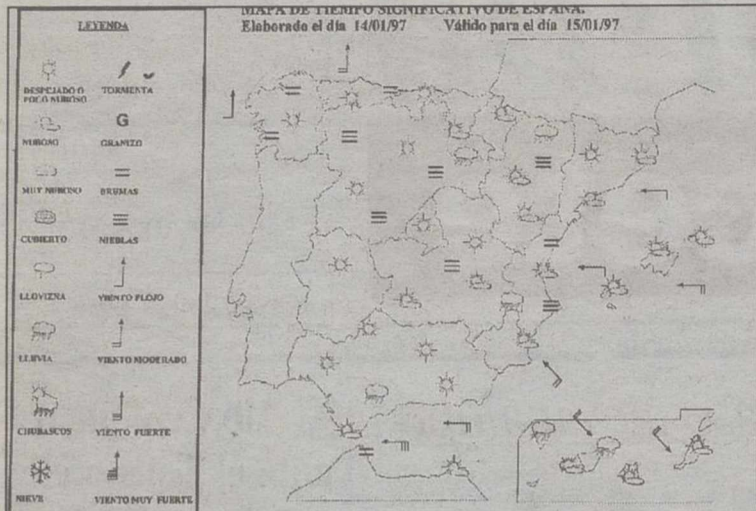 MAPA DE TIEMPO SIGNIFICATIVO DE ESPAÑA.
Elaborado el día 14/01/97 Válido para el día 15/01/97
LEYENDA
DESPEJADO O
POCO NUBOSO
TORMENTA
NUBOSO
G
GRANIZO
MUY NUBOSO
BRUMAS
CUBIERTO
NIEBLAS
LLOVIZNA
VIENTO FLOJO
LLUVIA
VIENTO MODERADO
CHUBASCOS
VIENTO FUERTE
NIEVE
VIENTO MUY FUERTE